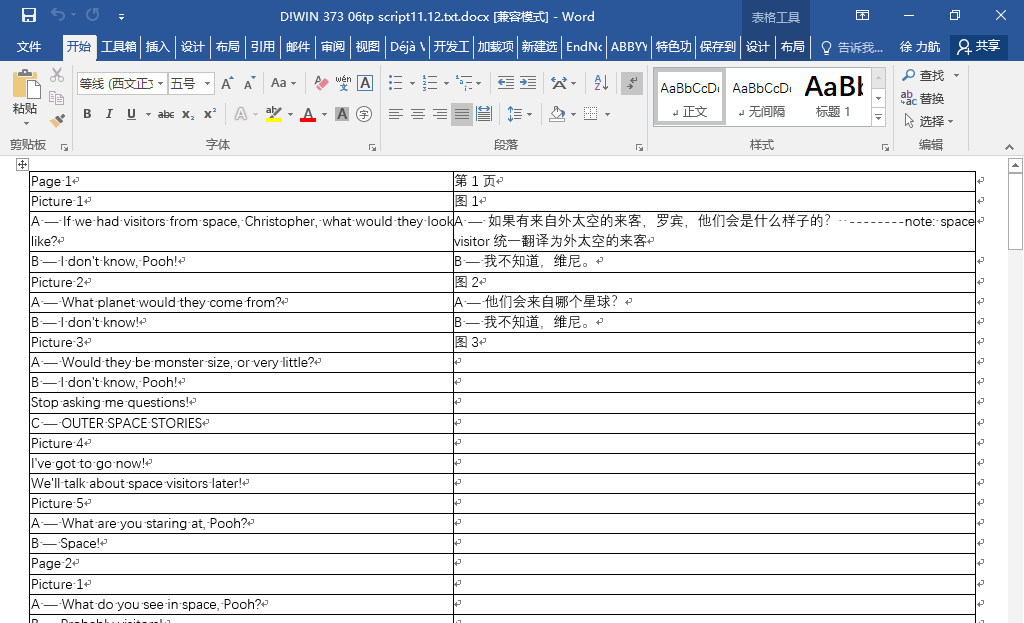 D!WIN 373 06tp script11.12.txt.docx [兼容模式] - Word
表格工具
文件 开始 工具箱 插入 设计 布局 引用 邮件 审阅 视图 Déjà V 开发工 加载项 新建选 EndNo ABBYY 特色功 保存到 设计 布局 告诉我... 徐 力航 共享
等线 (西文正文 五号 Aa wén 文 A
粘贴
B I U abc X₂ X² A aby A A 字
AaBbCcDi AaBbCcDi AaBb
↲ 正文 ↲ 无间隔 标题 1
查找
替换
选择
剪贴板 字体 段落 样式 编辑
Page 1 第 1 页
Picture 1 图 1
A — If we had visitors from space, Christopher, what would they look like?
A — 如果有来自外太空的来客，罗宾，他们会是什么样子的？ --------note: space visitor 统一翻译为外太空的来客
B — I don't know, Pooh! B — 我不知道，维尼。
Picture 2 图 2
A — What planet would they come from? A — 他们会来自哪个星球？
B — I don't know! B — 我不知道，维尼。
Picture 3 图 3
A — Would they be monster size, or very little?
B — I don't know, Pooh!
Stop asking me questions!
C — OUTER SPACE STORIES
Picture 4
I've got to go now!
We'll talk about space visitors later!
Picture 5
A — What are you staring at, Pooh?
B — Space!
Page 2
Picture 1
A — What do you see in space, Pooh?
B — Probably visitors!